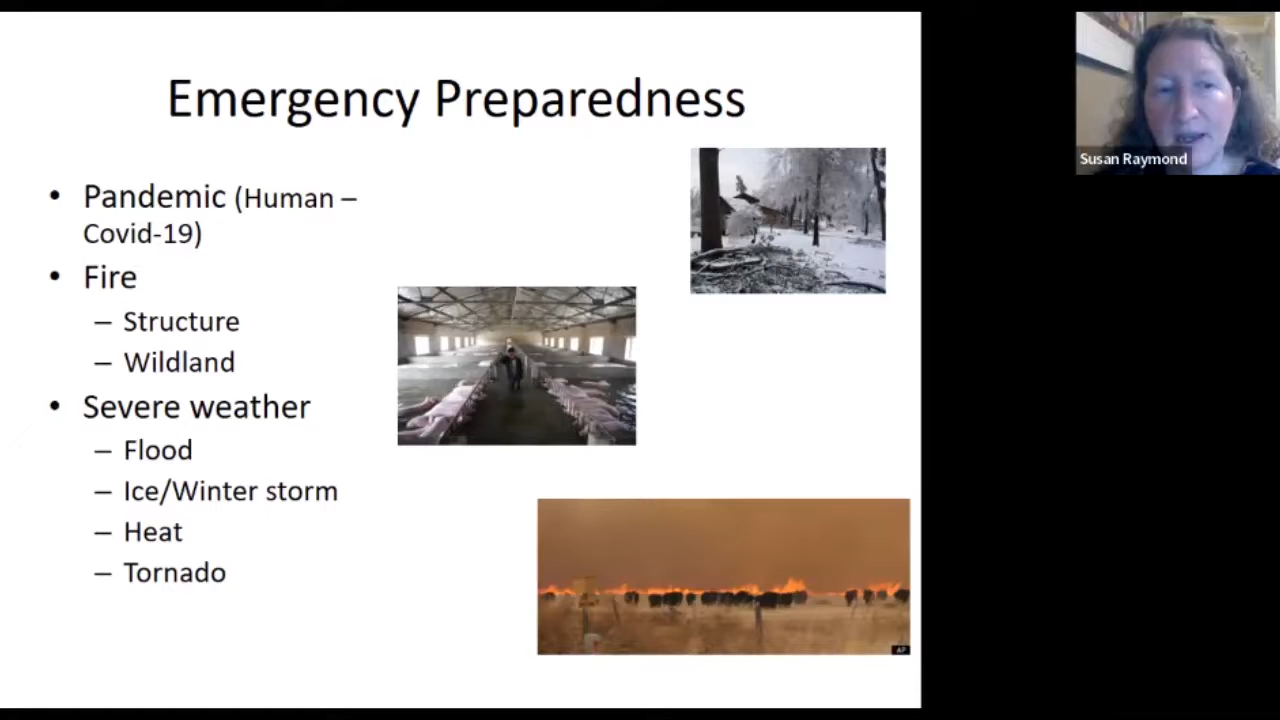 Emergency Preparedness
• Pandemic (Human –
Covid-19)
• Fire
– Structure
– Wildland
• Severe weather
– Flood
– Ice/Winter storm
– Heat
– Tornado
AP
Susan Raymond